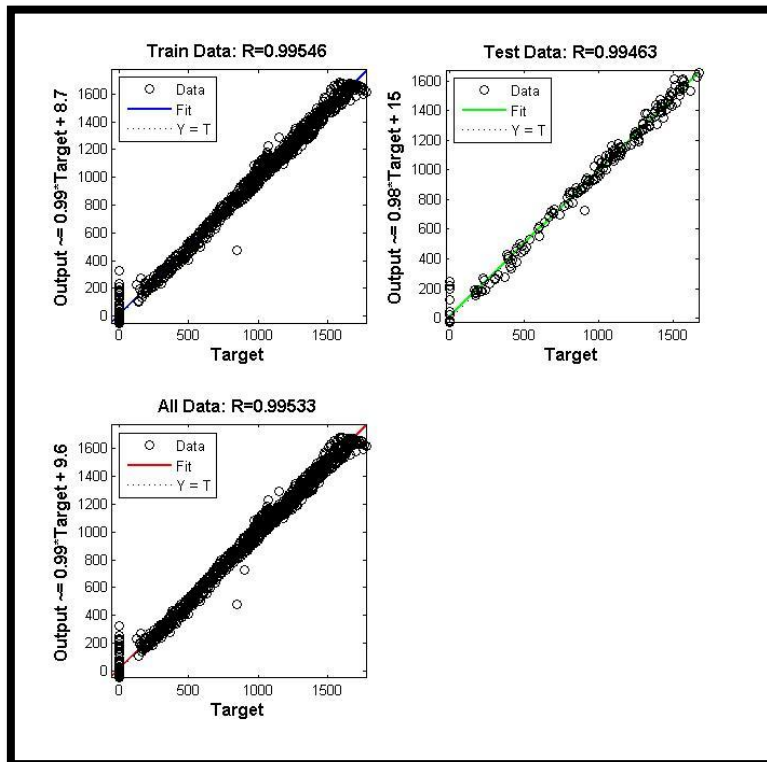 Train Data: R=0.99546
Output ~= 0.99*Target + 8.7
1600
1400
1200
1000
800
600
400
200
0
Data
Fit
Y = T
0 500 1000 1500
Target
Test Data: R=0.99463
Output ~= 0.98*Target + 15
1600
1400
1200
1000
800
600
400
200
0
Data
Fit
Y = T
0 500 1000 1500
Target
All Data: R=0.99533
Output ~= 0.99*Target + 9.6
1600
1400
1200
1000
800
600
400
200
0
Data
Fit
Y = T
0 500 1000 1500
Target